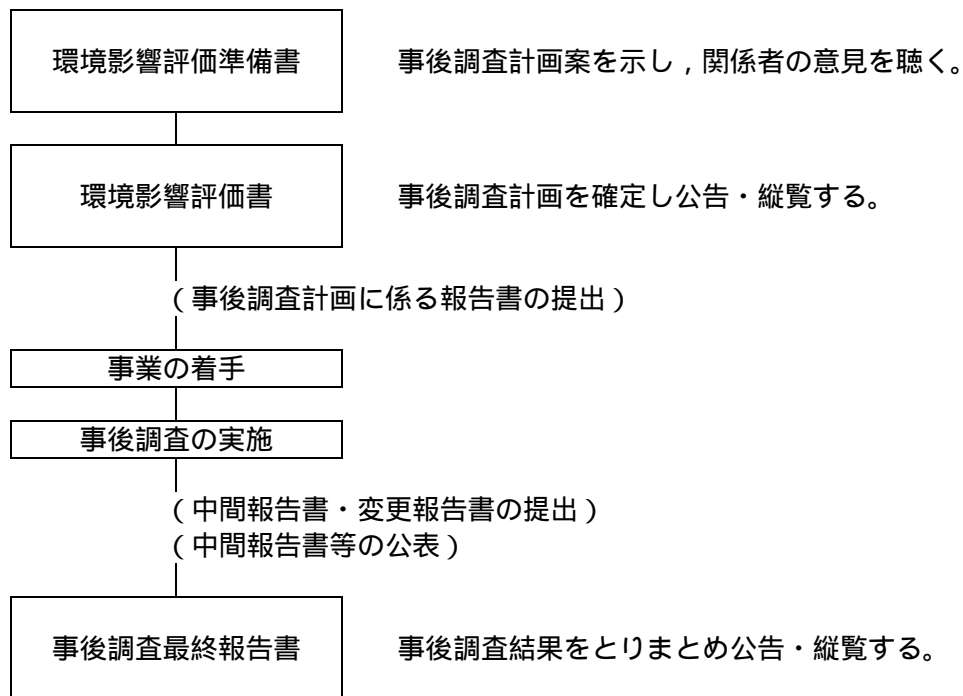 環境影響評価準備書 事後調査計画案を示し,関係者の意見を聴く。
環境影響評価書 事後調査計画を確定し公告・縦覧する。
(事後調査計画に係る報告書の提出)
事業の着手
事後調査の実施
(中間報告書・変更報告書の提出)
(中間報告書等の公表)
事後調査最終報告書 事後調査結果をとりまとめ公告・縦覧する。